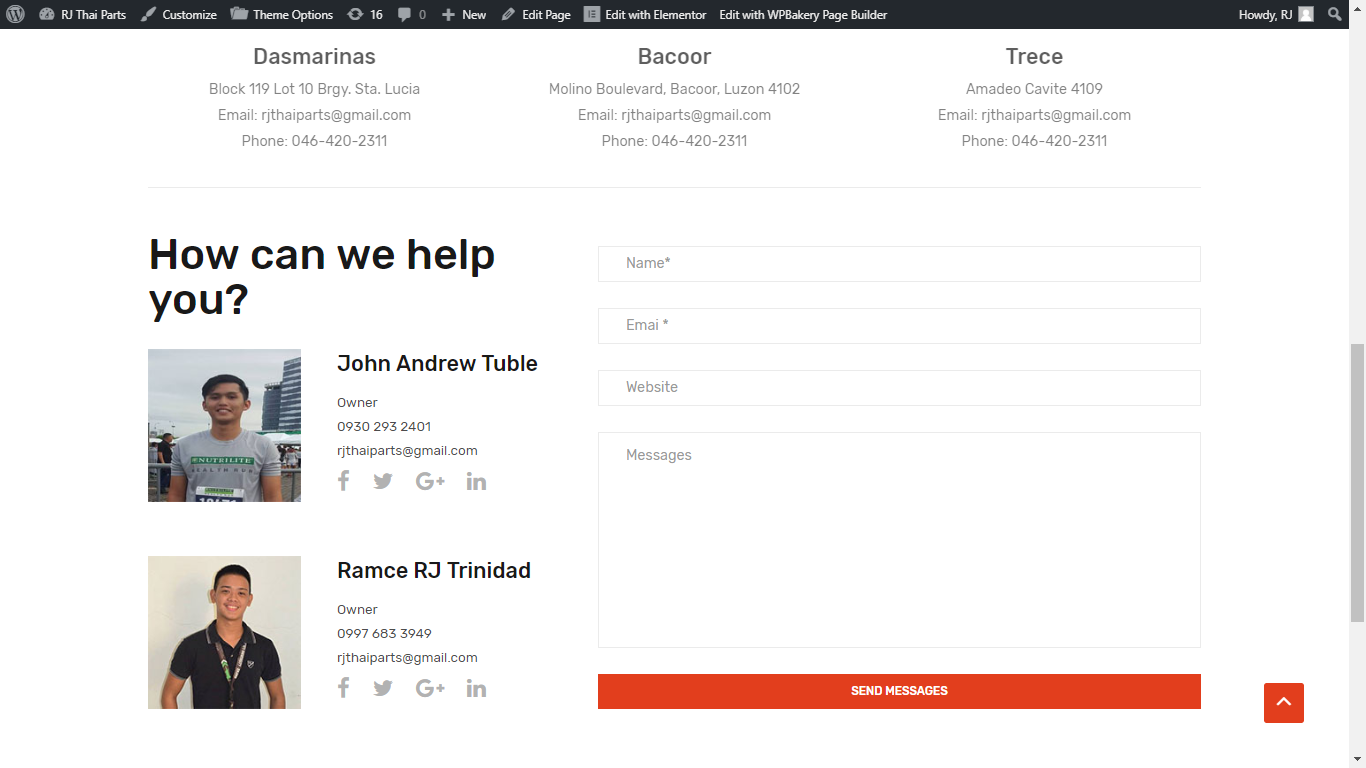 RJ Thai Parts Customize Theme Options 16 0 New Edit Page Edit with Elementor Edit with WPBakery Page Builder Howdy, RJ
Dasmarinas
Block 119 Lot 10 Brgy. Sta. Lucia
Email: rjthaiparts@gmail.com
Phone: 046-420-2311
Bacoor
Molino Boulevard, Bacoor, Luzon 4102
Email: rjthaiparts@gmail.com
Phone: 046-420-2311
Trece
Amadeo Cavite 4109
Email: rjthaiparts@gmail.com
Phone: 046-420-2311
How can we help
you?
NUTRILITE
HEALTH RUN
John Andrew Tuble
Owner
0930 293 2401
rjthaiparts@gmail.com
Ramce RJ Trinidad
Owner
0997 683 3949
rjthaiparts@gmail.com
Name*
Emai *
Website
Messages
SEND MESSAGES